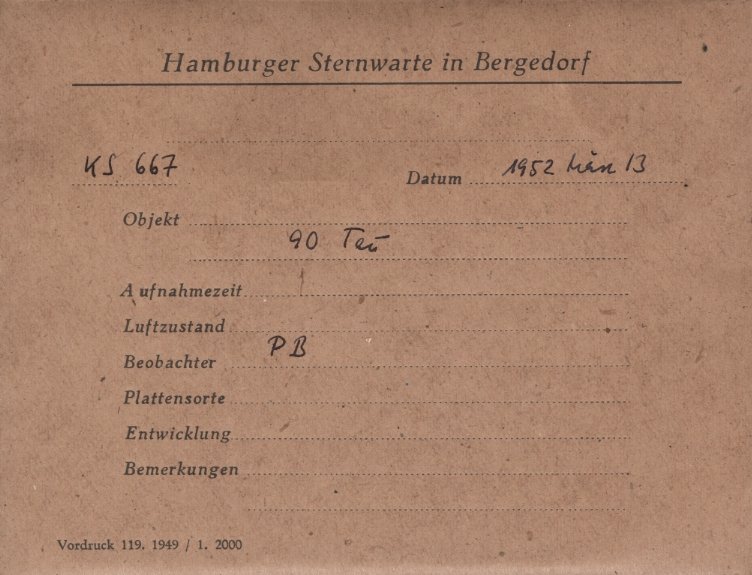 Hamburger Sternwarte in Bergedorf
KS 667 Datum 1952 März 13
Objekt
90 Tau
Aufnahmezeit
Luftzustand
Beobachter PB
Plattensorte
Entwicklung
Bemerkungen
Vordruck 119. 1949 / 1. 2000